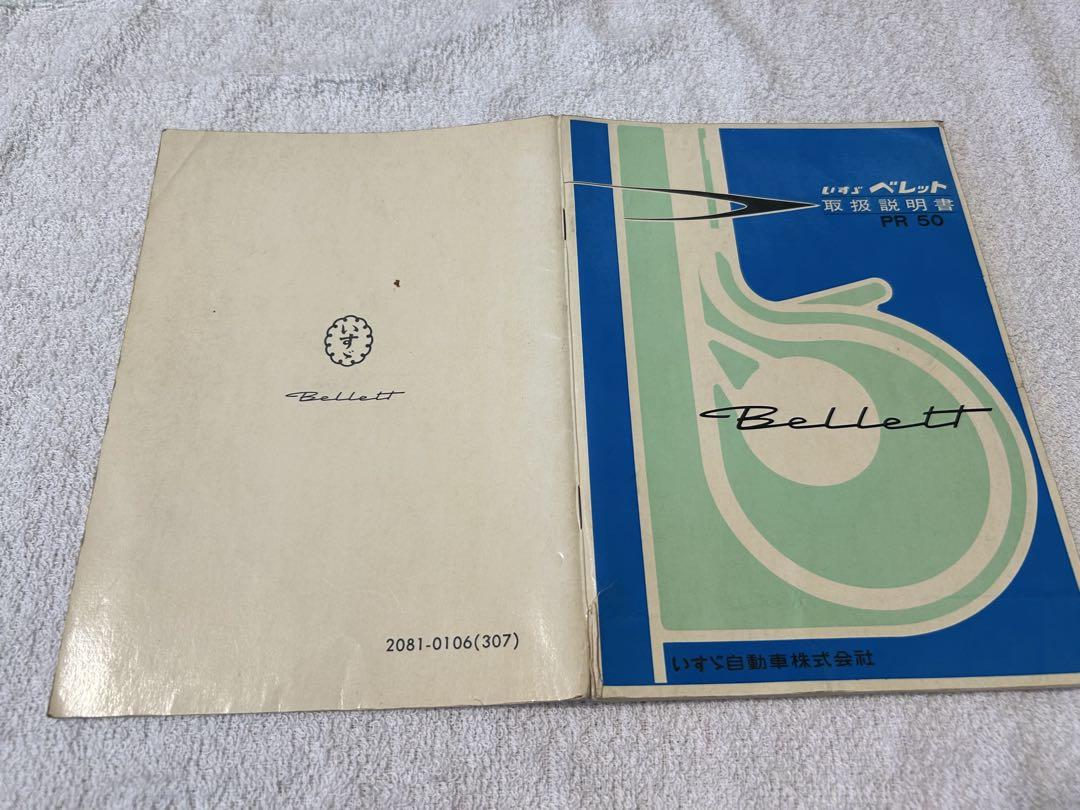 いすゞ
Bellett
2081-0106(307)
いすゞ ベレット
取扱説明書
PR 50
Bellett
いすゞ自動車株式会社